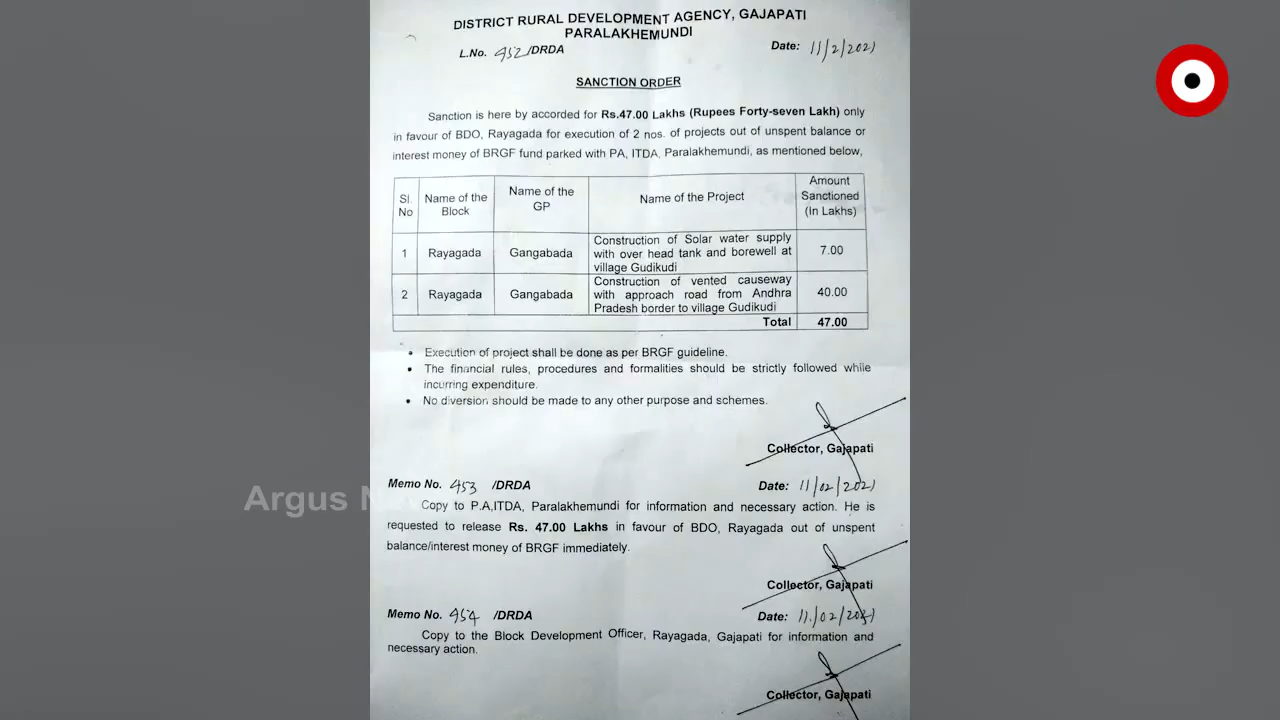 DISTRICT RURAL DEVELOPMENT AGENCY, GAJAPATI
PARALAKHEMUNDI
L.No. 952/DRDA Date: 11/2/2021
SANCTION ORDER
Sanction is here by accorded for Rs.47.00 Lakhs (Rupees Forty-seven Lakh) only
in favour of BDO, Rayagada for execution of 2 nos. of projects out of unspent balance or
interest money of BRGF fund parked with PA, ITDA, Paralakhemundi, as mentioned below,
Sl. No Name of the Block Name of the GP Name of the Project Amount Sanctioned (In Lakhs)
1 Rayagada Gangabada Construction of Solar water supply with over head tank and borewell at village Gudikudi 7.00
2 Rayagada Gangabada Construction of vented causeway with approach road from Andhra Pradesh border to village Gudikudi 40.00
Total 47.00
• Execution of project shall be done as per BRGF guideline.
• The financial rules, procedures and formalities should be strictly followed while
incurring expenditure.
• No diversion should be made to any other purpose and schemes.
Collector, Gajapati
Memo No. 953 /DRDA Date: 11/02/2021
Copy to P.A,ITDA, Paralakhemundi for information and necessary action. He is
requested to release Rs. 47.00 Lakhs in favour of BDO, Rayagada out of unspent
balance/interest money of BRGF immediately.
Collector, Gajapati
Memo No. 954 /DRDA Date: 11/02/2021
Copy to the Block Development Officer, Rayagada, Gajapati for information and
necessary action.
Collector, Gajapati
Argus